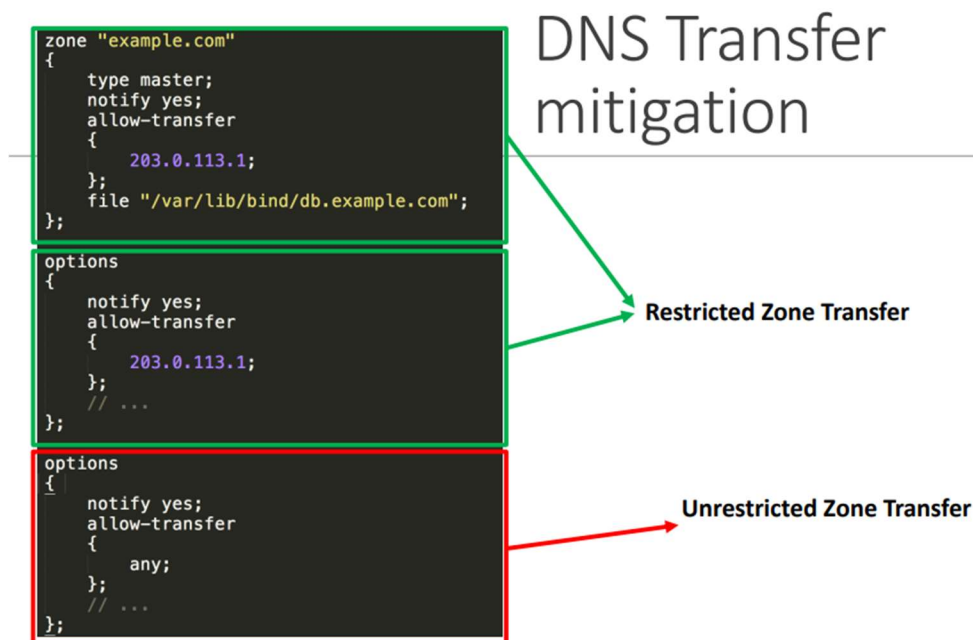 DNS Transfer
mitigation
zone "example.com"
{
    type master;
    notify yes;
    allow-transfer
    {
        203.0.113.1;
    };
    file "/var/lib/bind/db.example.com";
};
options
{
    notify yes;
    allow-transfer
    {
        203.0.113.1;
    };
    // ...
};
Restricted Zone Transfer
options
{
    notify yes;
    allow-transfer
    {
        any;
    };
    // ...
};
Unrestricted Zone Transfer